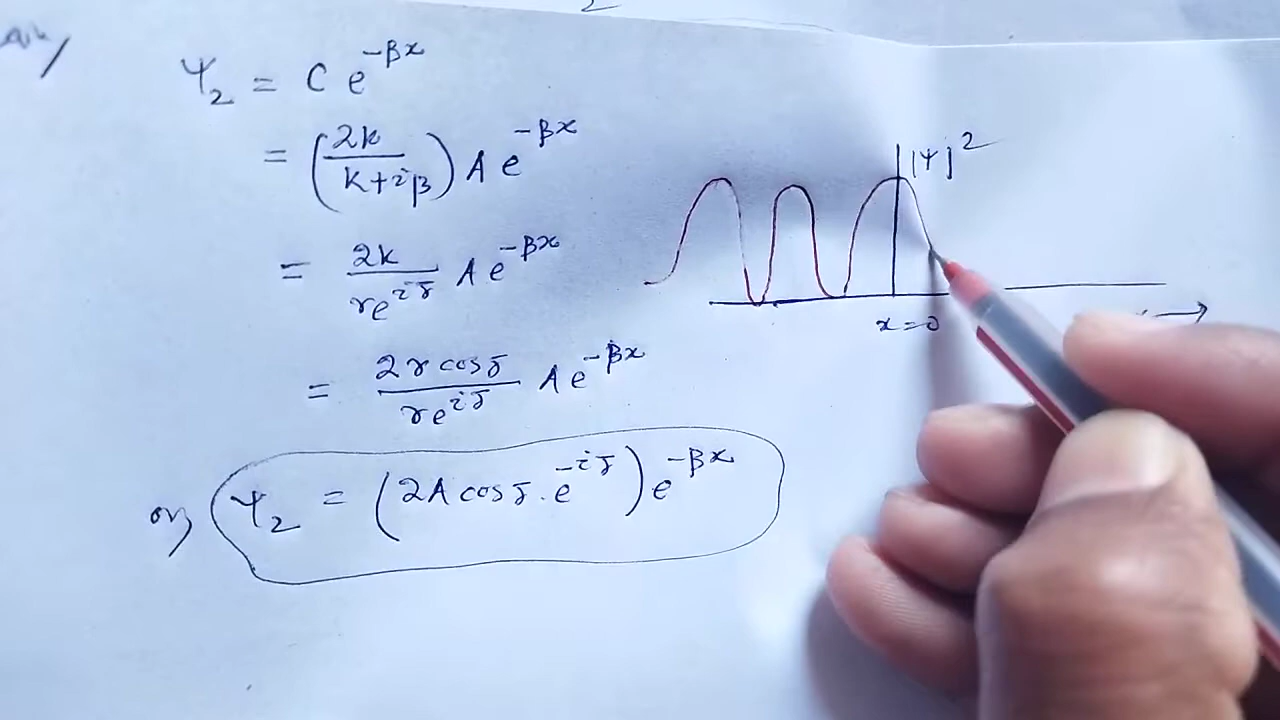 Ψ₂ = C e^{-βx}
= (2k / k+iβ) A e^{-βx}
|Ψ|²
= 2k / re^{iδ} A e^{-βx}
x=0
= 2r cosδ / re^{iδ} A e^{-βx}
or, Ψ₂ = (2A cosδ . e^{-iδ}) e^{-βx}